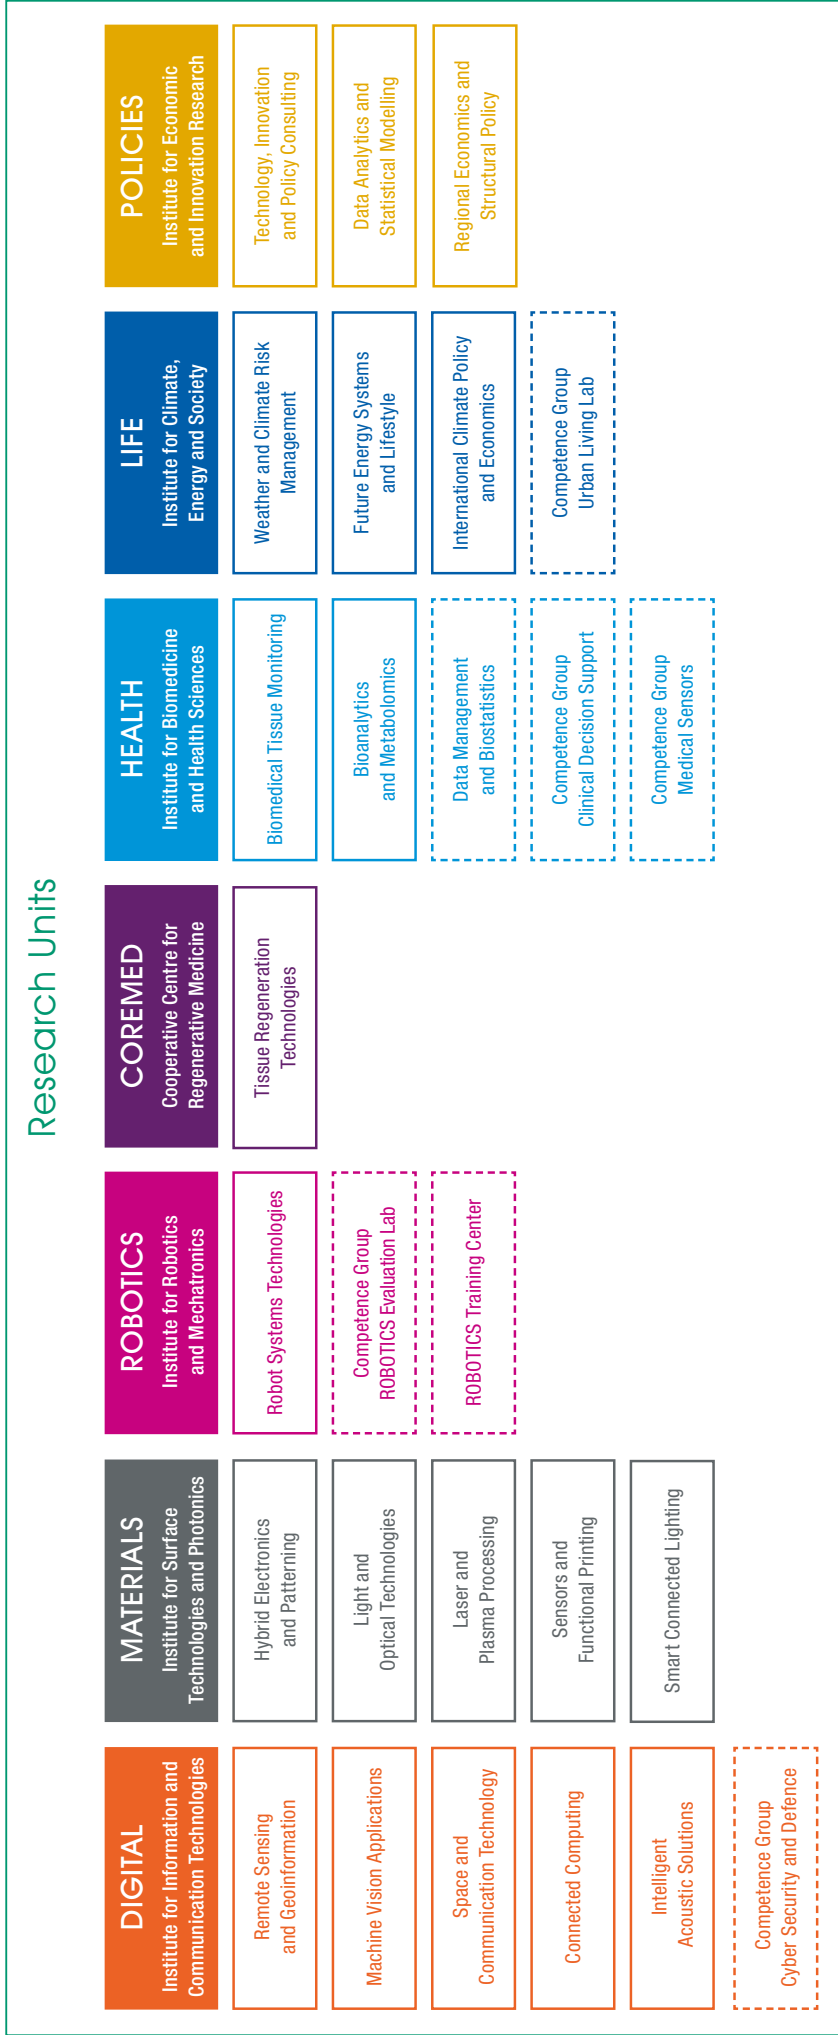 Research Units
DIGITAL
Institute for Information and
Communication Technologies
Remote Sensing
and Geoinformation
Machine Vision Applications
Space and
Communication Technology
Connected Computing
Intelligent
Acoustic Solutions
Competence Group
Cyber Security and Defence
MATERIALS
Institute for Surface
Technologies and Photonics
Hybrid Electronics
and Patterning
Light and
Optical Technologies
Laser and
Plasma Processing
Sensors and
Functional Printing
Smart Connected Lighting
ROBOTICS
Institute for Robotics
and Mechatronics
Robot Systems Technologies
Competence Group
ROBOTICS Evaluation Lab
ROBOTICS Training Center
COREMED
Cooperative Centre for
Regenerative Medicine
Tissue Regeneration
Technologies
HEALTH
Institute for Biomedicine
and Health Sciences
Biomedical Tissue Monitoring
Bioanalytics
and Metabolomics
Data Management
and Biostatistics
Competence Group
Clinical Decision Support
Competence Group
Medical Sensors
LIFE
Institute for Climate,
Energy and Society
Weather and Climate Risk
Management
Future Energy Systems
and Lifestyle
International Climate Policy
and Economics
Competence Group
Urban Living Lab
POLICIES
Institute for Economic
and Innovation Research
Technology, Innovation
and Policy Consulting
Data Analytics and
Statistical Modelling
Regional Economics and
Structural Policy